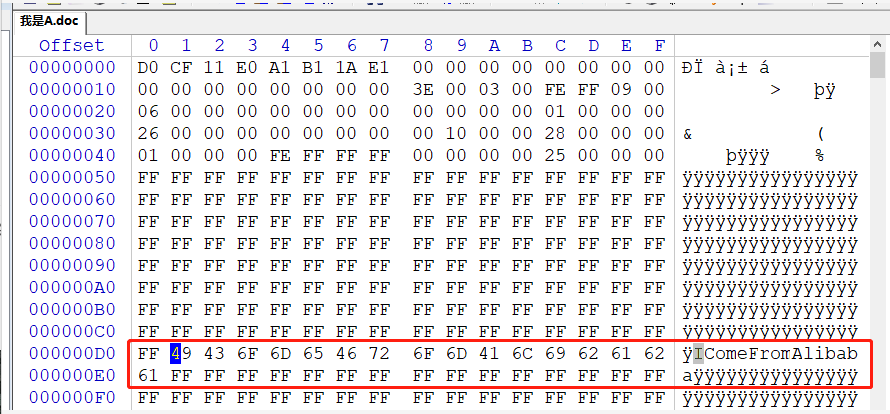 我是A.doc
Offset 0 1 2 3 4 5 6 7 8 9 A B C D E F
00000000 D0 CF 11 E0 A1 B1 1A E1 00 00 00 00 00 00 00 00 ÐÏ à¡± á
00000010 00 00 00 00 00 00 00 00 3E 00 03 00 FE FF 09 00 > þÿ
00000020 06 00 00 00 00 00 00 00 00 00 00 00 01 00 00 00
00000030 26 00 00 00 00 00 00 00 00 10 00 00 28 00 00 00 & (
00000040 01 00 00 00 FE FF FF FF 00 00 00 00 25 00 00 00 þÿÿÿ %
00000050 FF FF FF FF FF FF FF FF FF FF FF FF FF FF FF FF ÿÿÿÿÿÿÿÿÿÿÿÿÿÿÿÿ
00000060 FF FF FF FF FF FF FF FF FF FF FF FF FF FF FF FF ÿÿÿÿÿÿÿÿÿÿÿÿÿÿÿÿ
00000070 FF FF FF FF FF FF FF FF FF FF FF FF FF FF FF FF ÿÿÿÿÿÿÿÿÿÿÿÿÿÿÿÿ
00000080 FF FF FF FF FF FF FF FF FF FF FF FF FF FF FF FF ÿÿÿÿÿÿÿÿÿÿÿÿÿÿÿÿ
00000090 FF FF FF FF FF FF FF FF FF FF FF FF FF FF FF FF ÿÿÿÿÿÿÿÿÿÿÿÿÿÿÿÿ
000000A0 FF FF FF FF FF FF FF FF FF FF FF FF FF FF FF FF ÿÿÿÿÿÿÿÿÿÿÿÿÿÿÿÿ
000000B0 FF FF FF FF FF FF FF FF FF FF FF FF FF FF FF FF ÿÿÿÿÿÿÿÿÿÿÿÿÿÿÿÿ
000000C0 FF FF FF FF FF FF FF FF FF FF FF FF FF FF FF FF ÿÿÿÿÿÿÿÿÿÿÿÿÿÿÿÿ
000000D0 FF 49 43 6F 6D 65 46 72 6F 6D 41 6C 69 62 61 62 ÿIComeFromAlibab
000000E0 61 FF FF FF FF FF FF FF FF FF FF FF FF FF FF FF aÿÿÿÿÿÿÿÿÿÿÿÿÿÿÿ
000000F0 FF FF FF FF FF FF FF FF FF FF FF FF FF FF FF FF ÿÿÿÿÿÿÿÿÿÿÿÿÿÿÿÿ